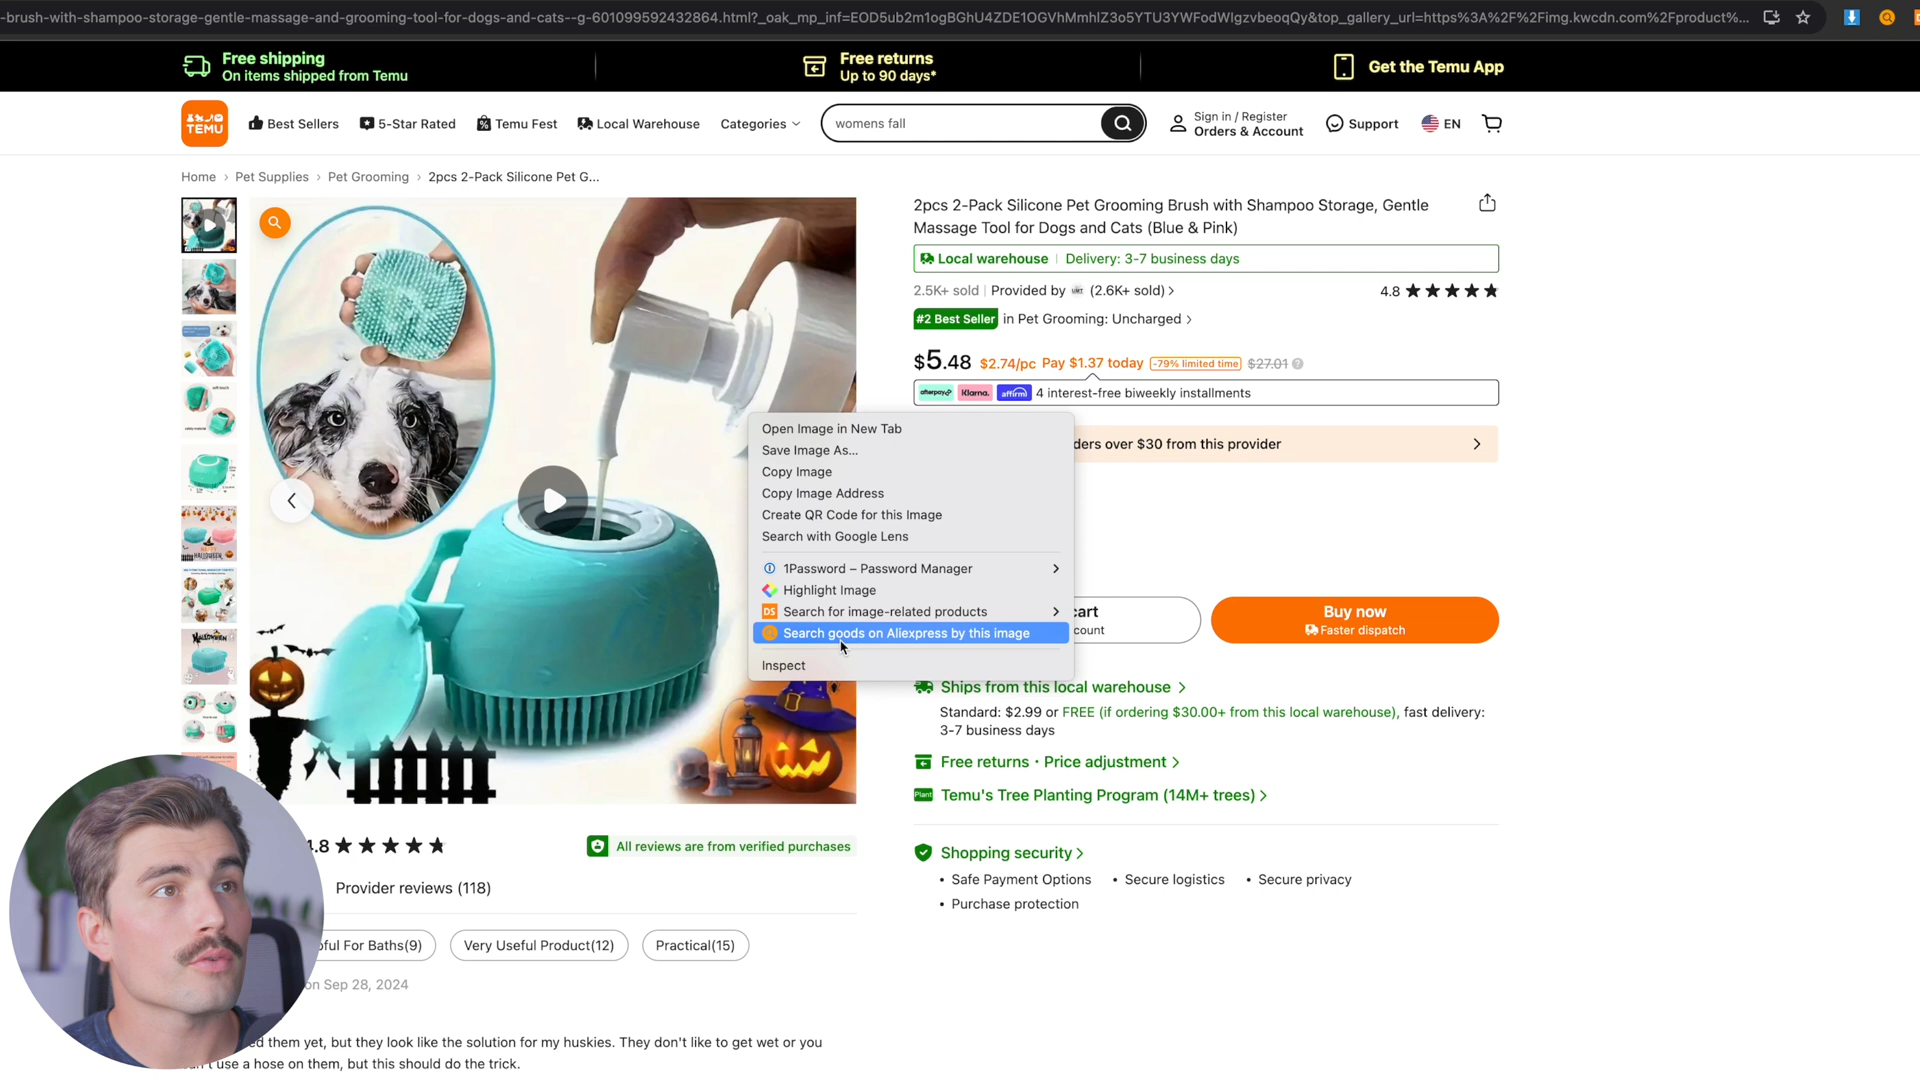 -brush-with-shampoo-storage-gentle-massage-and-grooming-tool-for-dogs-and-cats--g-601099592432864.html?_oak_mp_inf=EOD5ub2m1ogBGhU4ZDE1OGVhMmhlZ3o5YTU3YWFodWlgzvbeoqQy&top_gallery_url=https%3A%2F%2Fimg.kwcdn.com%2Fproduct%...
Free shipping
On items shipped from Temu
Free returns
Up to 90 days*
Get the Temu App
TEMU
Best Sellers
5-Star Rated
Temu Fest
Local Warehouse
Categories
womens fall
Sign in / Register
Orders & Account
Support
EN
Home › Pet Supplies › Pet Grooming › 2pcs 2-Pack Silicone Pet G...
2pcs 2-Pack Silicone Pet Grooming Brush with Shampoo Storage, Gentle
Massage Tool for Dogs and Cats (Blue & Pink)
Local warehouse | Delivery: 3-7 business days
2.5K+ sold | Provided by (2.6K+ sold) >
4.8
#2 Best Seller in Pet Grooming: Uncharged >
$5.48 $2.74/pc Pay $1.37 today -79% limited time $27.01
afterpay Klarna. affirm 4 interest-free biweekly installments
ders over $30 from this provider
Open Image in New Tab
Save Image As...
Copy Image
Copy Image Address
Create QR Code for this Image
Search with Google Lens
1Password – Password Manager
Highlight Image
DS Search for image-related products
Search goods on Aliexpress by this image
Inspect
cart
count
Buy now
Faster dispatch
Ships from this local warehouse >
Standard: $2.99 or FREE (if ordering $30.00+ from this local warehouse), fast delivery:
3-7 business days
Free returns · Price adjustment >
Plant Temu's Tree Planting Program (14M+ trees) >
Shopping security >
• Safe Payment Options • Secure logistics • Secure privacy
• Purchase protection
HALLOWEEN
4.8
All reviews are from verified purchases
Provider reviews (118)
pful For Baths(9)
Very Useful Product(12)
Practical(15)
on Sep 28, 2024
ed them yet, but they look like the solution for my huskies. They don't like to get wet or you
use a hose on them, but this should do the trick.